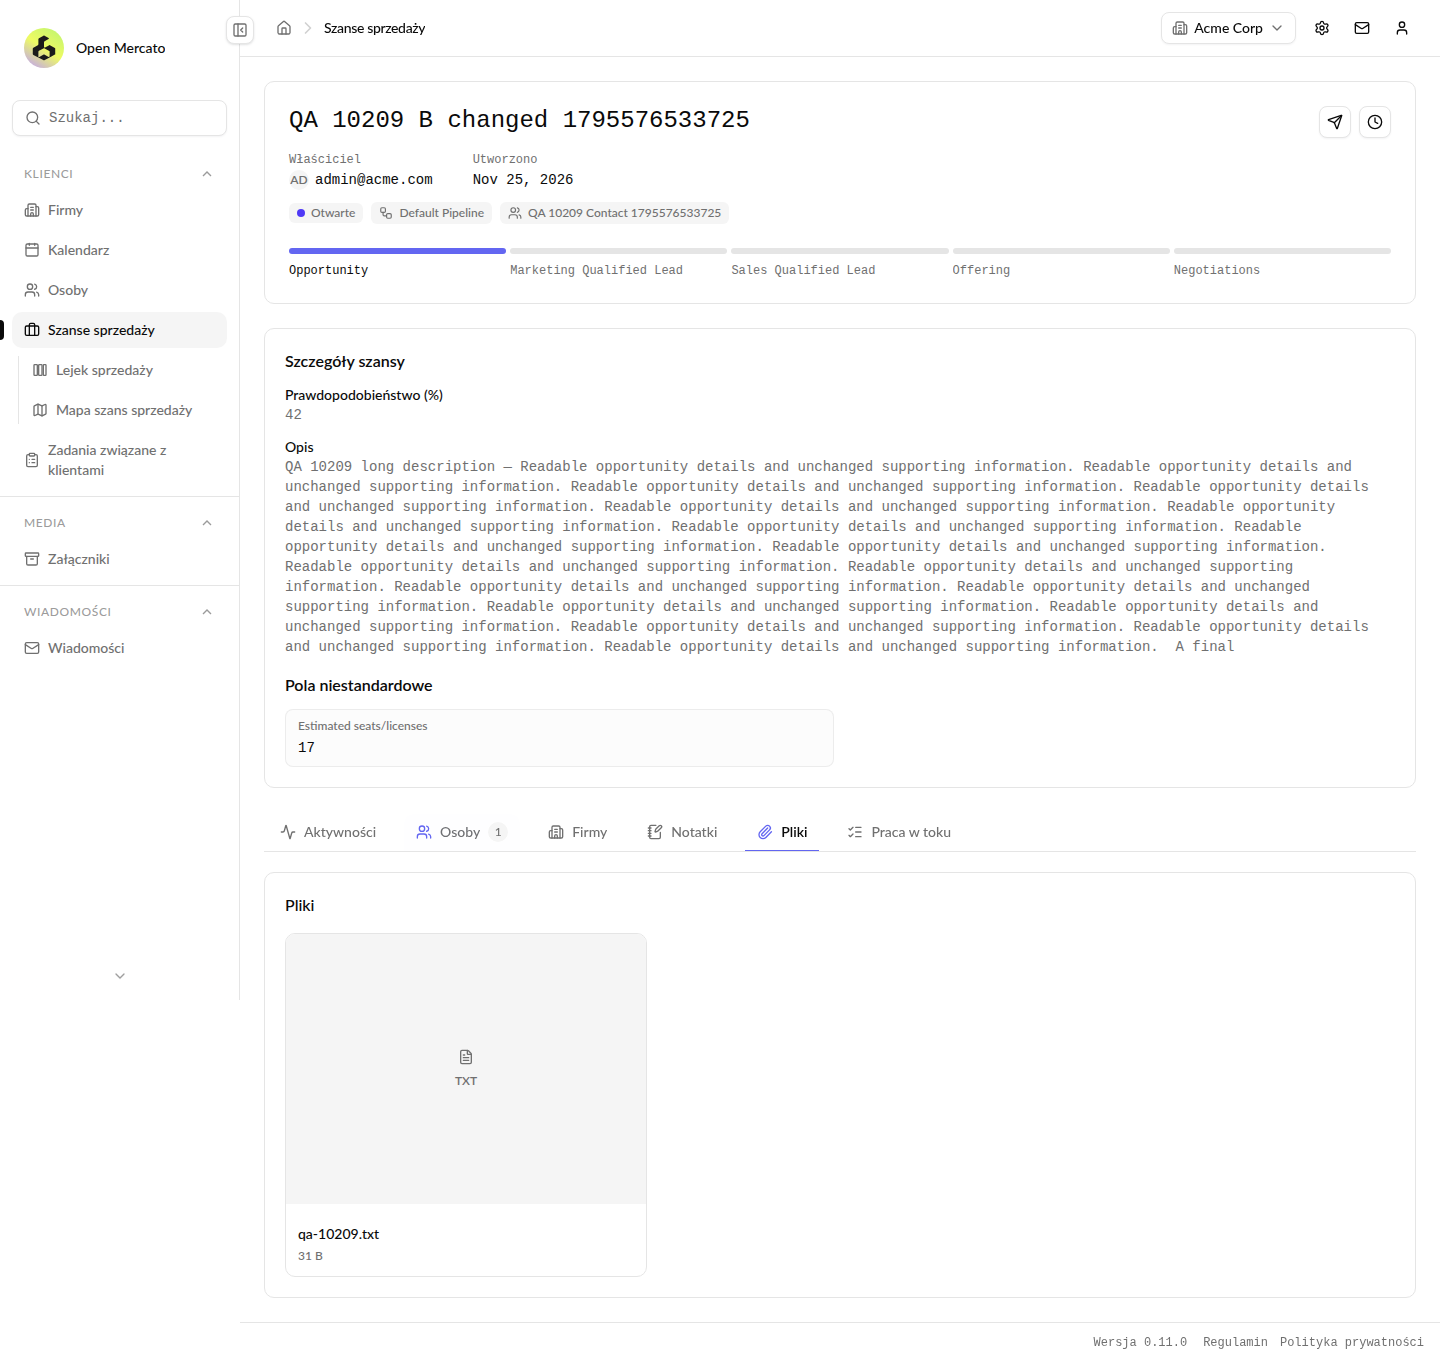 Open Mercato
Szukaj...
KLIENCI
Firmy
Kalendarz
Osoby
Szanse sprzedaży
Lejek sprzedaży
Mapa szans sprzedaży
Zadania związane z
klientami
MEDIA
Załączniki
WIADOMOŚCI
Wiadomości
Szanse sprzedaży
Acme Corp
QA 10209 B changed 1795576533725
Właściciel
Utworzono
AD admin@acme.com
Nov 25, 2026
Otwarte
Default Pipeline
QA 10209 Contact 1795576533725
Opportunity
Marketing Qualified Lead
Sales Qualified Lead
Offering
Negotiations
Szczegóły szansy
Prawdopodobieństwo (%)
42
Opis
QA 10209 long description — Readable opportunity details and unchanged supporting information. Readable opportunity details and
unchanged supporting information. Readable opportunity details and unchanged supporting information. Readable opportunity details
and unchanged supporting information. Readable opportunity details and unchanged supporting information. Readable opportunity
details and unchanged supporting information. Readable opportunity details and unchanged supporting information. Readable
opportunity details and unchanged supporting information. Readable opportunity details and unchanged supporting information.
Readable opportunity details and unchanged supporting information. Readable opportunity details and unchanged supporting
information. Readable opportunity details and unchanged supporting information. Readable opportunity details and unchanged
supporting information. Readable opportunity details and unchanged supporting information. Readable opportunity details and
unchanged supporting information. Readable opportunity details and unchanged supporting information. Readable opportunity details
and unchanged supporting information. Readable opportunity details and unchanged supporting information.  A final
Pola niestandardowe
Estimated seats/licenses
17
Aktywności
Osoby 1
Firmy
Notatki
Pliki
Praca w toku
Pliki
TXT
qa-10209.txt
31 B
Wersja 0.11.0
Regulamin
Polityka prywatności